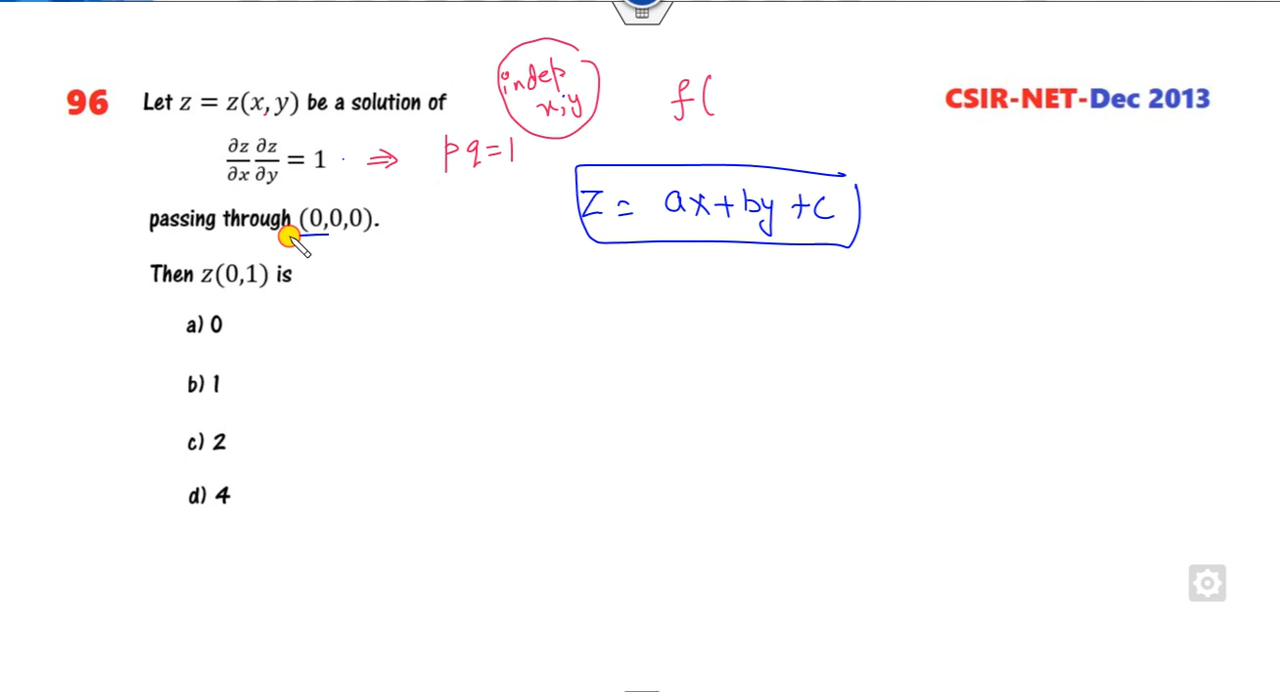 96 Let z = z(x, y) be a solution of
indep
x, y
f(
CSIR-NET-Dec 2013
∂z/∂x ∂z/∂y = 1 . ⇒ pq=1
z = ax+by+c
passing through (0,0,0).
Then z(0,1) is
a) 0
b) 1
c) 2
d) 4